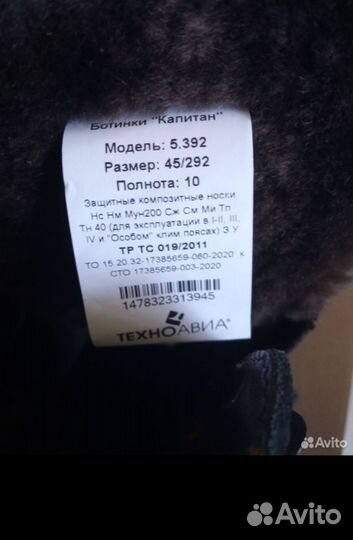 Ботинки "Капитан"
Модель: 5.392
Размер: 45/292
Полнота: 10
Защитные композитные носки
Нс Нм Мун200 Сж См Ми Тп
Тн 40 (для эксплуатации в I-II, III,
IV и "Особом" клим поясах) З У
ТР ТС 019/2011
ТО 15.20.32-17385659-060-2020 к
СТО 17385659-003-2020
1478323313945
ТЕХНОАВИА®
Avito
Avito